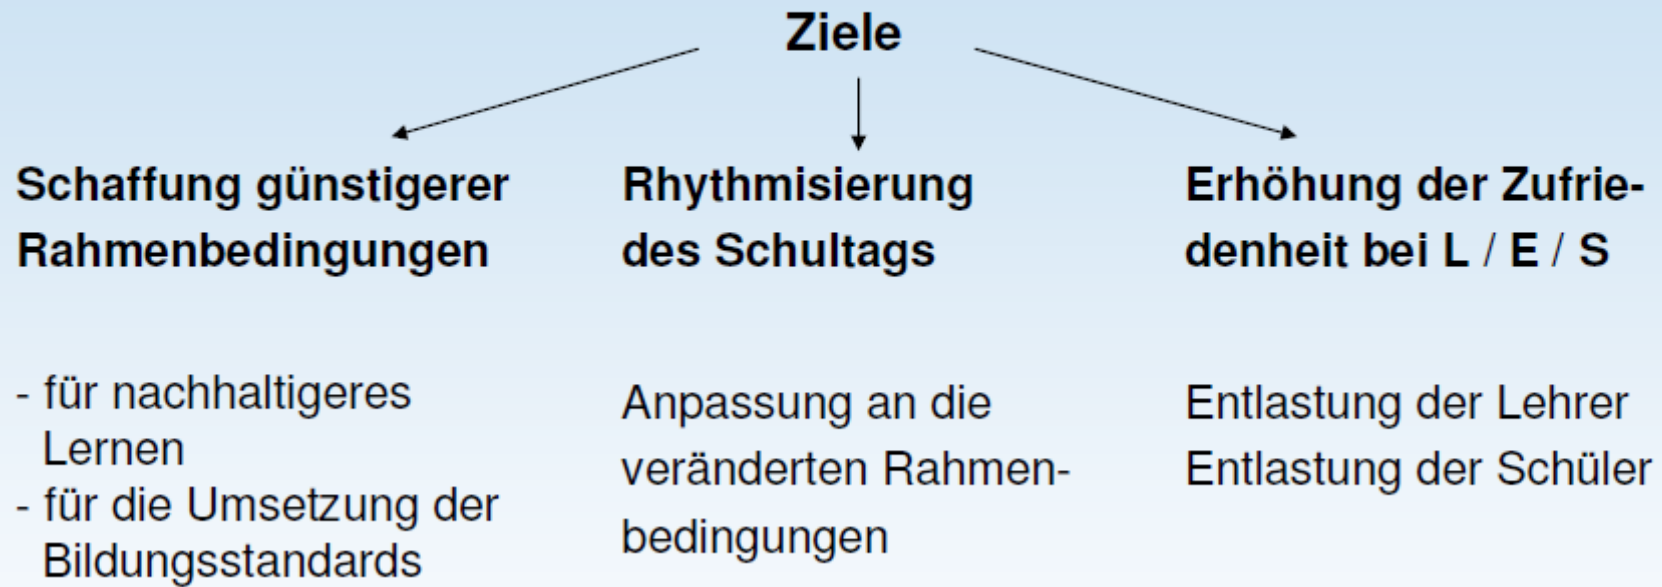 Ziele
Schaffung günstigerer
Rahmenbedingungen
- für nachhaltigeres
Lernen
- für die Umsetzung der
Bildungsstandards
Rhythmisierung
des Schultags
Anpassung an die
veränderten Rahmen-
bedingungen
Erhöhung der Zufrie-
denheit bei L / E / S
Entlastung der Lehrer
Entlastung der Schüler